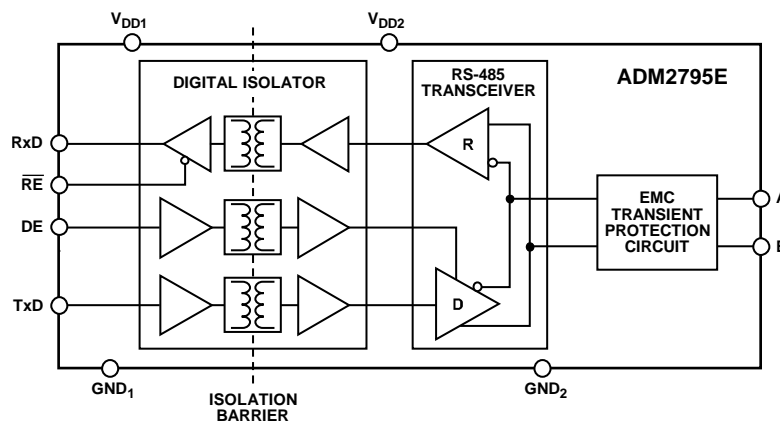 VDD1
VDD2
DIGITAL ISOLATOR
RS-485
TRANSCEIVER
ADM2795E
RxD
R
RE
EMC
TRANSIENT
PROTECTION
CIRCUIT
A
DE
TxD
D
GND1
GND2
ISOLATION
BARRIER